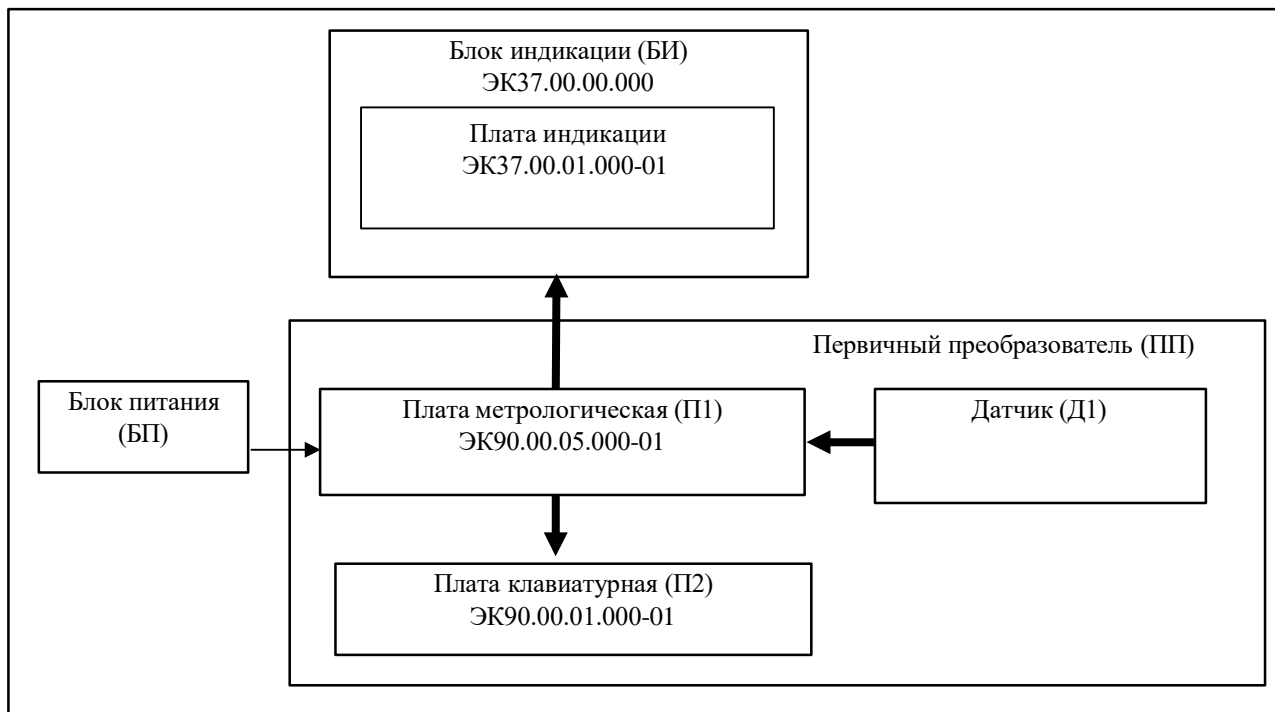 Блок индикации (БИ)
ЭК37.00.00.000
Плата индикации
ЭК37.00.01.000-01
Первичный преобразователь (ПП)
Блок питания
(БП)
Плата метрологическая (П1)
ЭК90.00.05.000-01
Датчик (Д1)
Плата клавиатурная (П2)
ЭК90.00.01.000-01